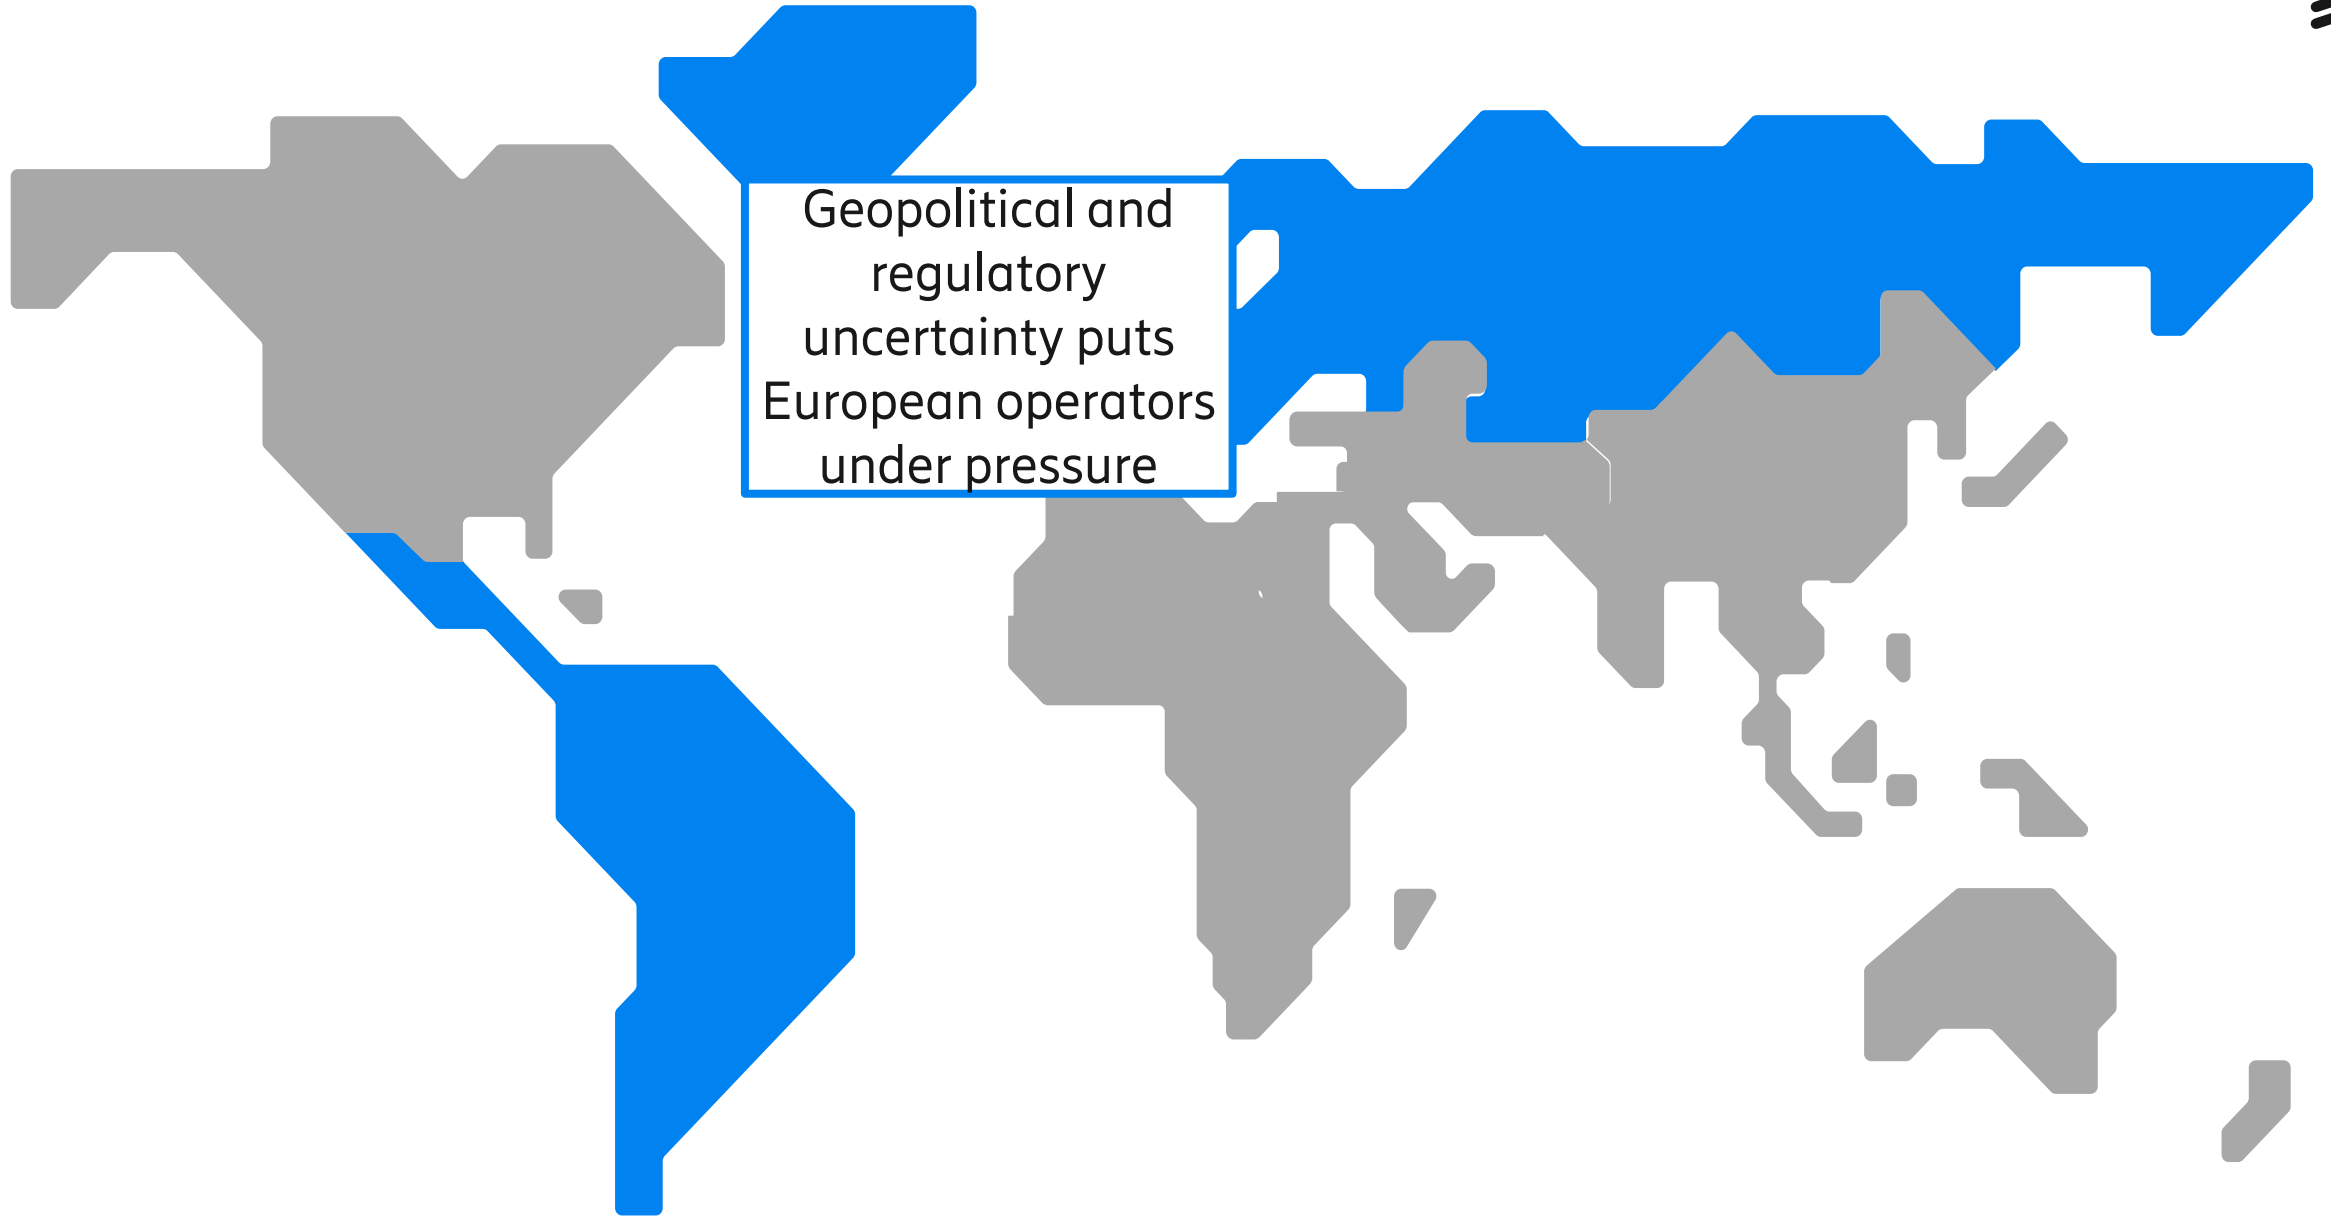 Geopolitical and
regulatory
uncertainty puts
European operators
under pressure